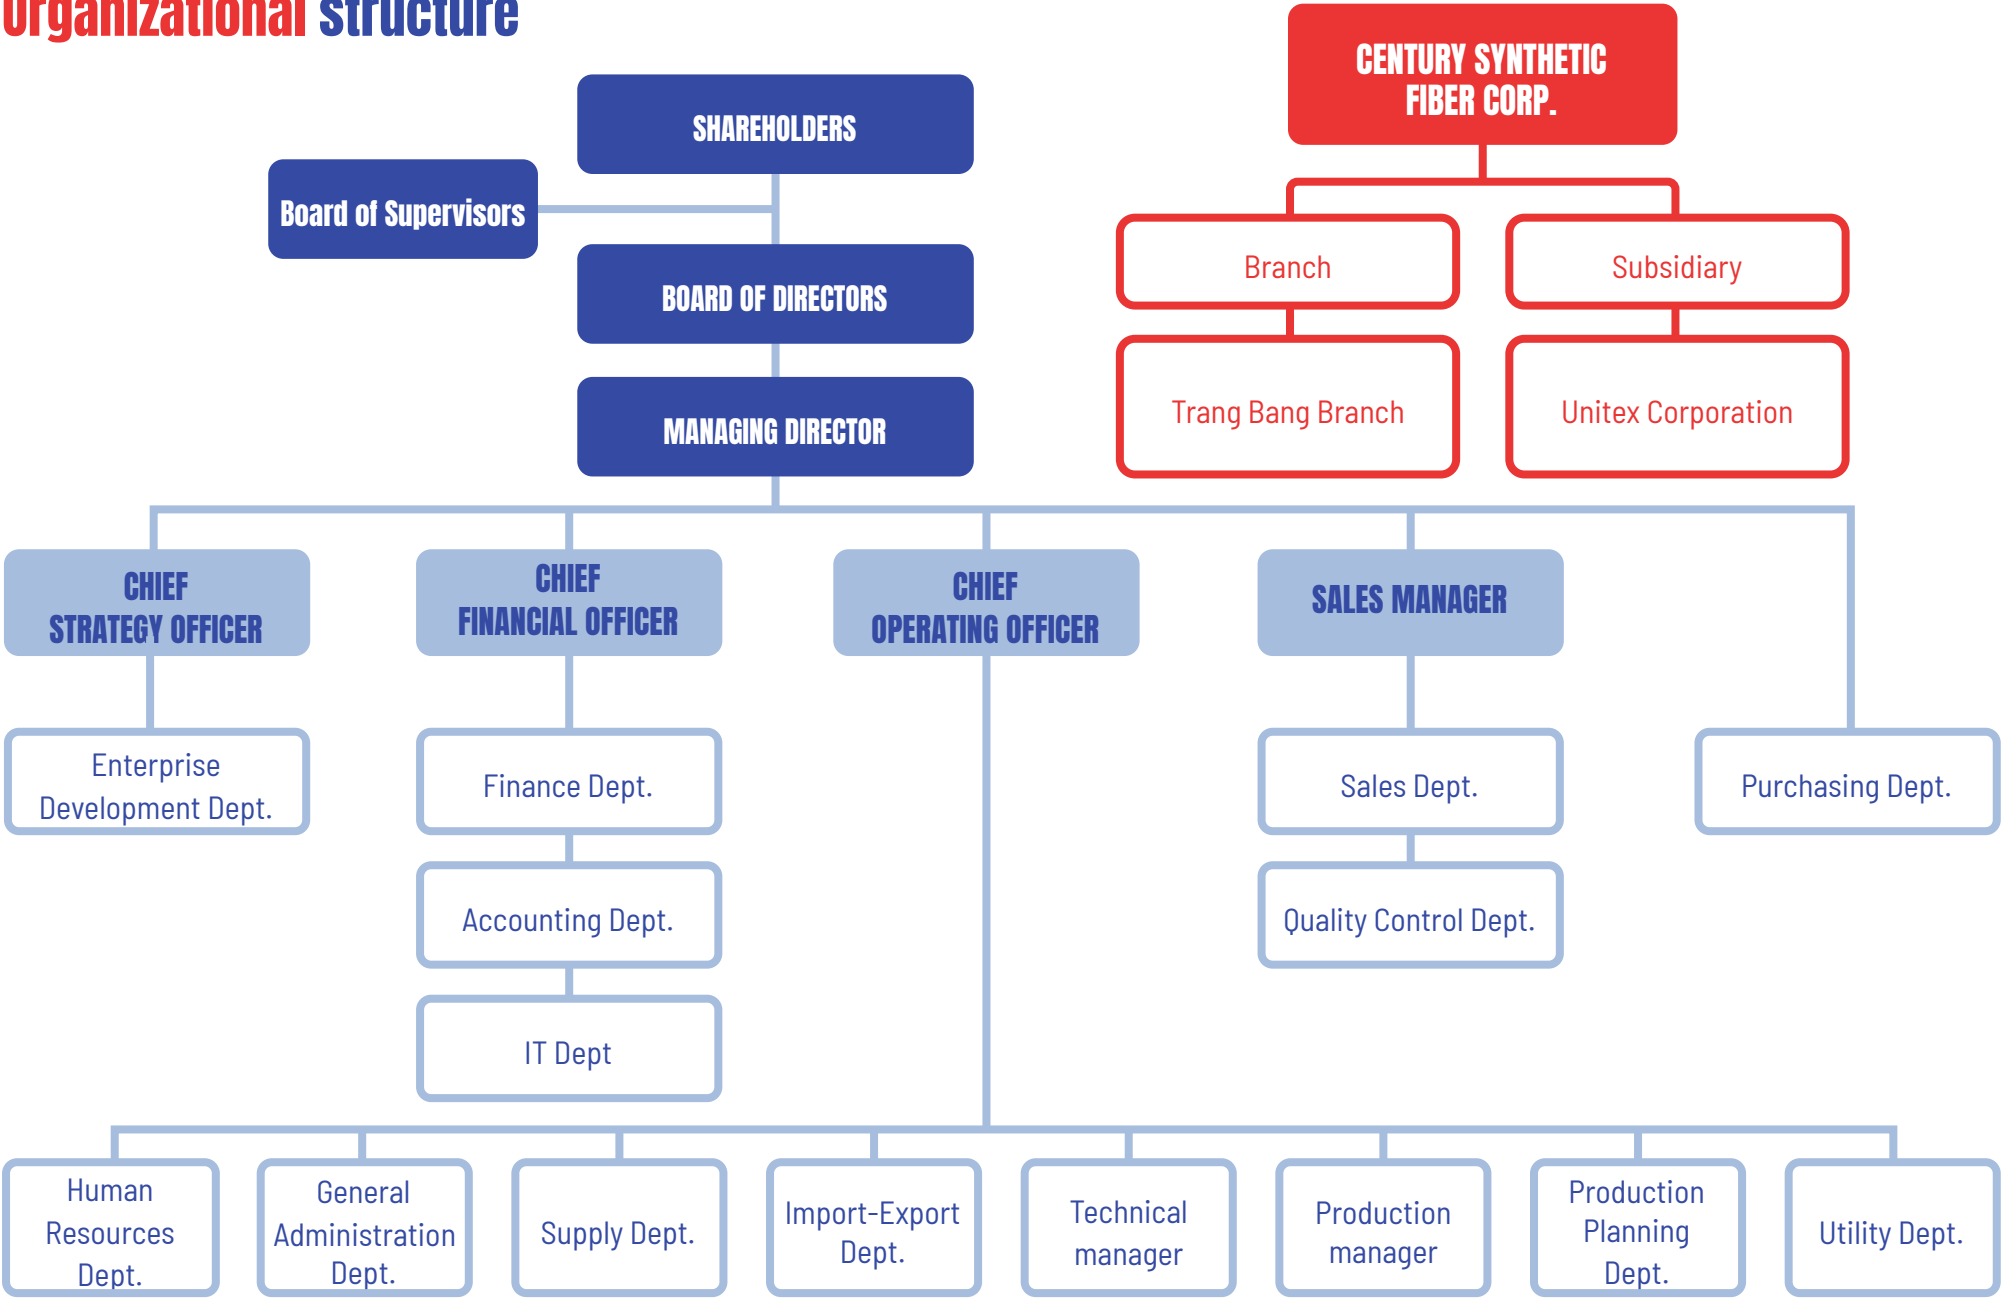 Organizational structure
CENTURY SYNTHETIC
FIBER CORP.
SHAREHOLDERS
Board of Supervisors
BOARD OF DIRECTORS
MANAGING DIRECTOR
Branch
Subsidiary
Trang Bang Branch
Unitex Corporation
CHIEF
STRATEGY OFFICER
CHIEF
FINANCIAL OFFICER
CHIEF
OPERATING OFFICER
SALES MANAGER
Enterprise
Development Dept.
Finance Dept.
Sales Dept.
Purchasing Dept.
Accounting Dept.
Quality Control Dept.
IT Dept
Human
Resources
Dept.
General
Administration
Dept.
Supply Dept.
Import-Export
Dept.
Technical
manager
Production
manager
Production
Planning
Dept.
Utility Dept.